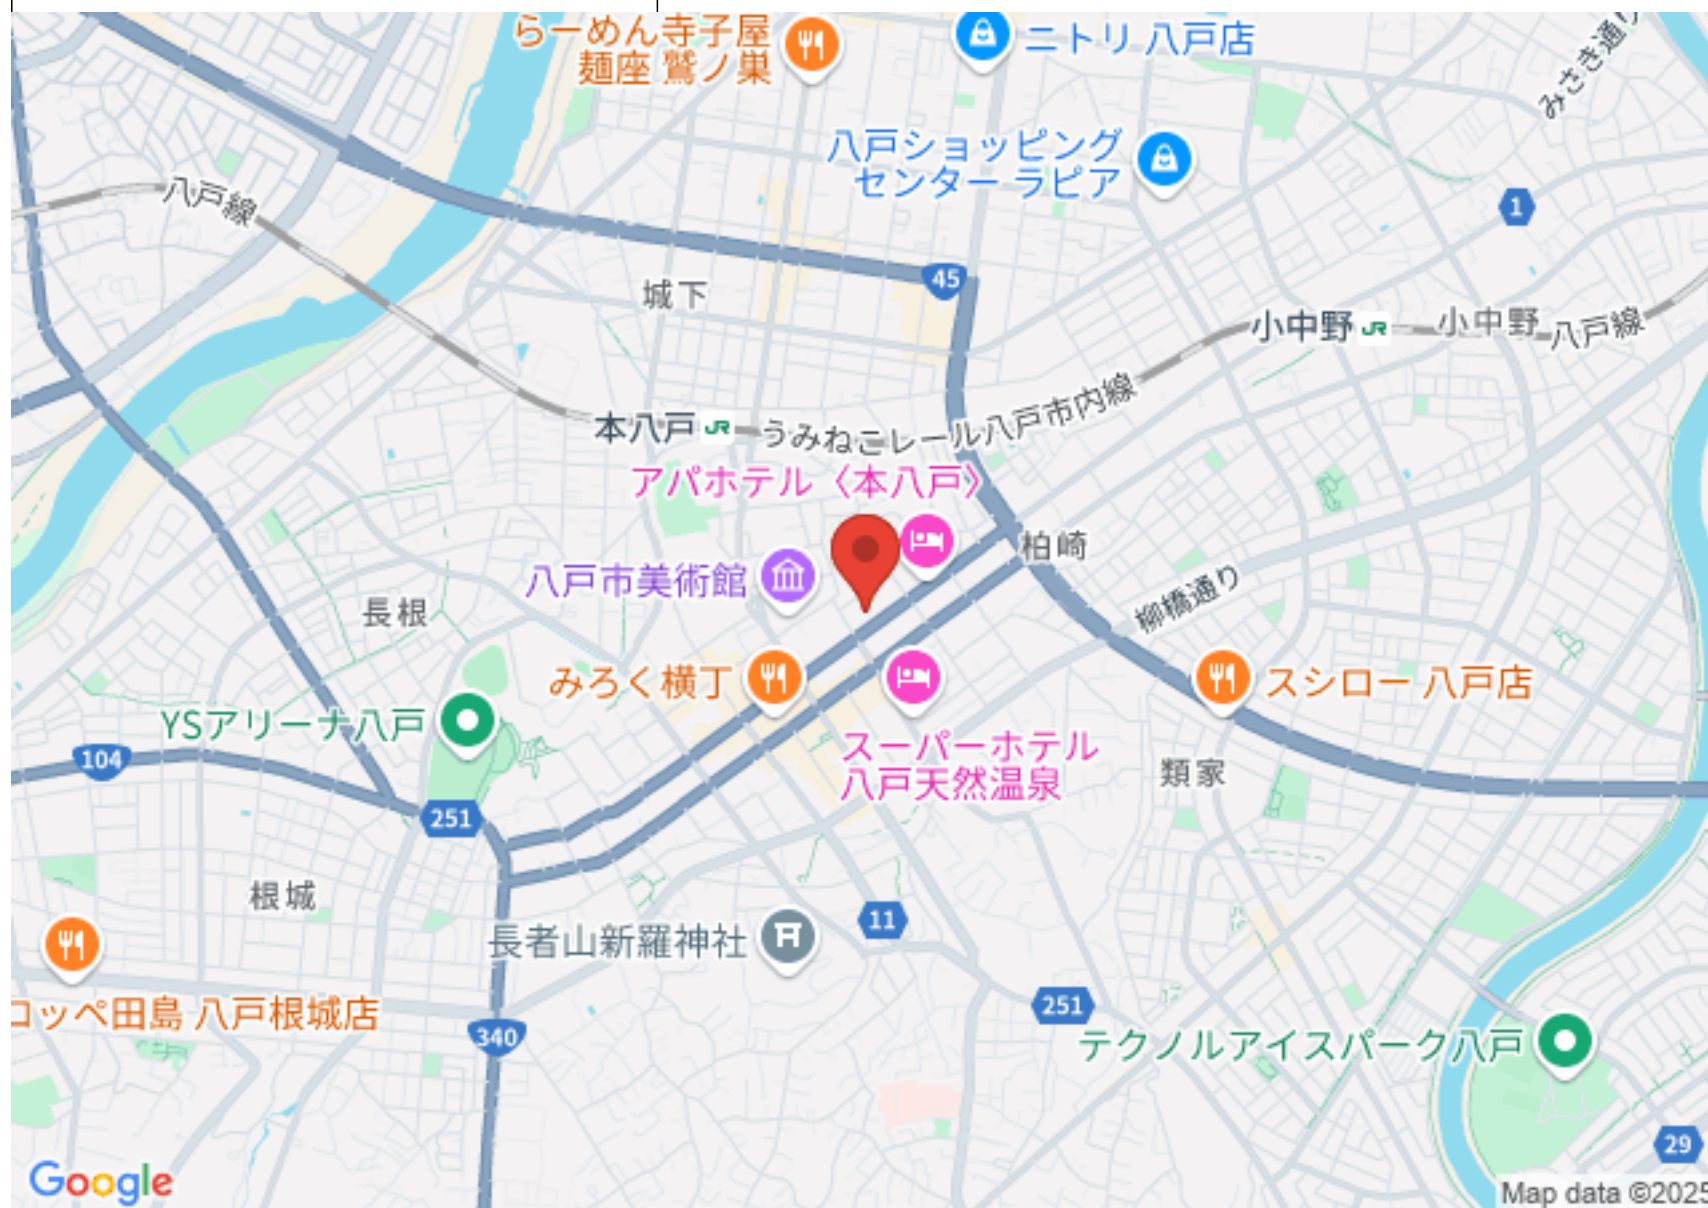 らーめん寺子屋
麺座 鷲ノ巣
ニトリ 八戸店
みさき通り
八戸ショッピング
センター ラピア
八戸線
1
45
城下
小中野 JR
小中野
八戸線
本八戸 JR
うみねこレール八戸市内線
アパホテル〈本八戸〉
柏崎
八戸市美術館
柳橋通り
長根
みろく横丁
スシロー 八戸店
YSアリーナ八戸
スーパーホテル
八戸天然温泉
104
類家
251
根城
11
長者山新羅神社
251
コッペ田島 八戸根城店
340
テクノルアイスパーク八戸
29
Google
Map data ©2025